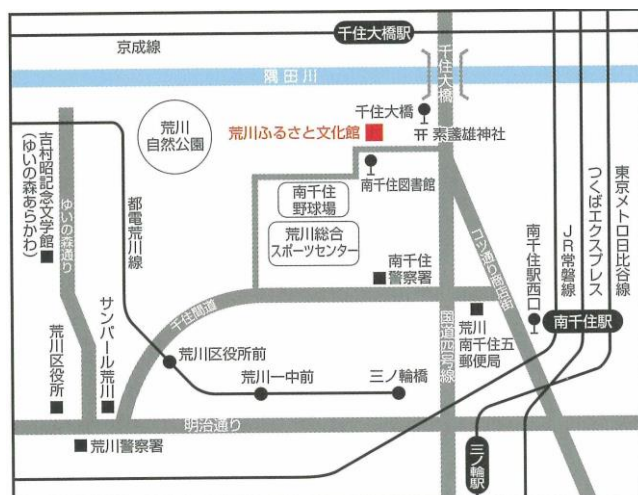 千住大橋駅
京成線
隅田川
千住大橋
荒川
自然公園
千住大橋
荒川ふるさと文化館
素盞雄神社
南千住図書館
南千住
野球場
荒川総合
スポーツセンター
南千住
警察署
吉村昭記念文学館
(ゆいの森あらかわ)
ゆいの森通り
都電荒川線
コツ通り商店街
南千住駅西口
JR常磐線
つくばエクスプレス
東京メトロ日比谷線
南千住駅
千住間道
国道四号線
荒川
南千住五
郵便局
サンパール荒川
荒川区役所
荒川区役所前
荒川一中前
三ノ輪橋
明治通り
荒川警察署
三ノ輪駅